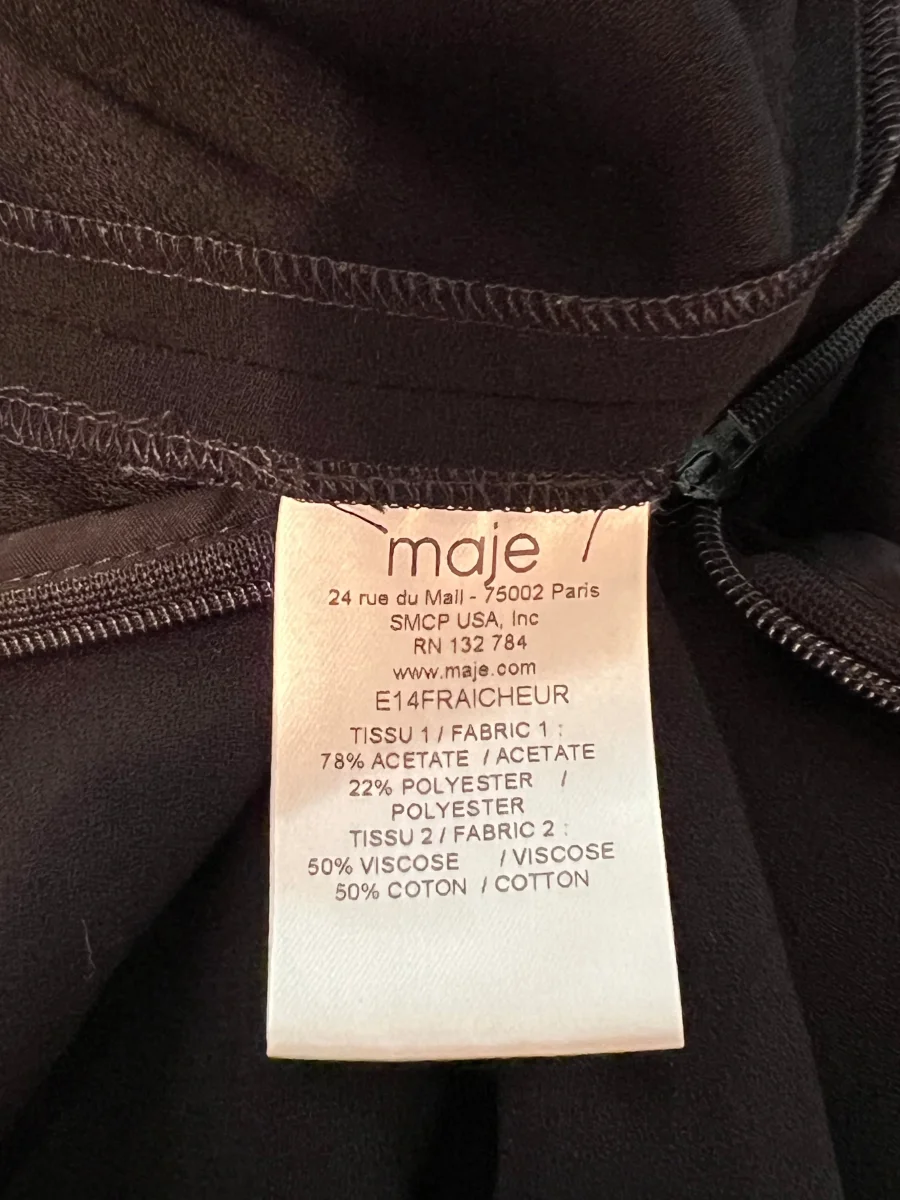 maje
24 rue du Mail - 75002 Paris
SMCP USA, Inc
RN 132 784
www.maje.com
E14FRAICHEUR
TISSU 1 / FABRIC 1 :
78% ACETATE / ACETATE
22% POLYESTER /
POLYESTER
TISSU 2 / FABRIC 2 :
50% VISCOSE / VISCOSE
50% COTON / COTTON